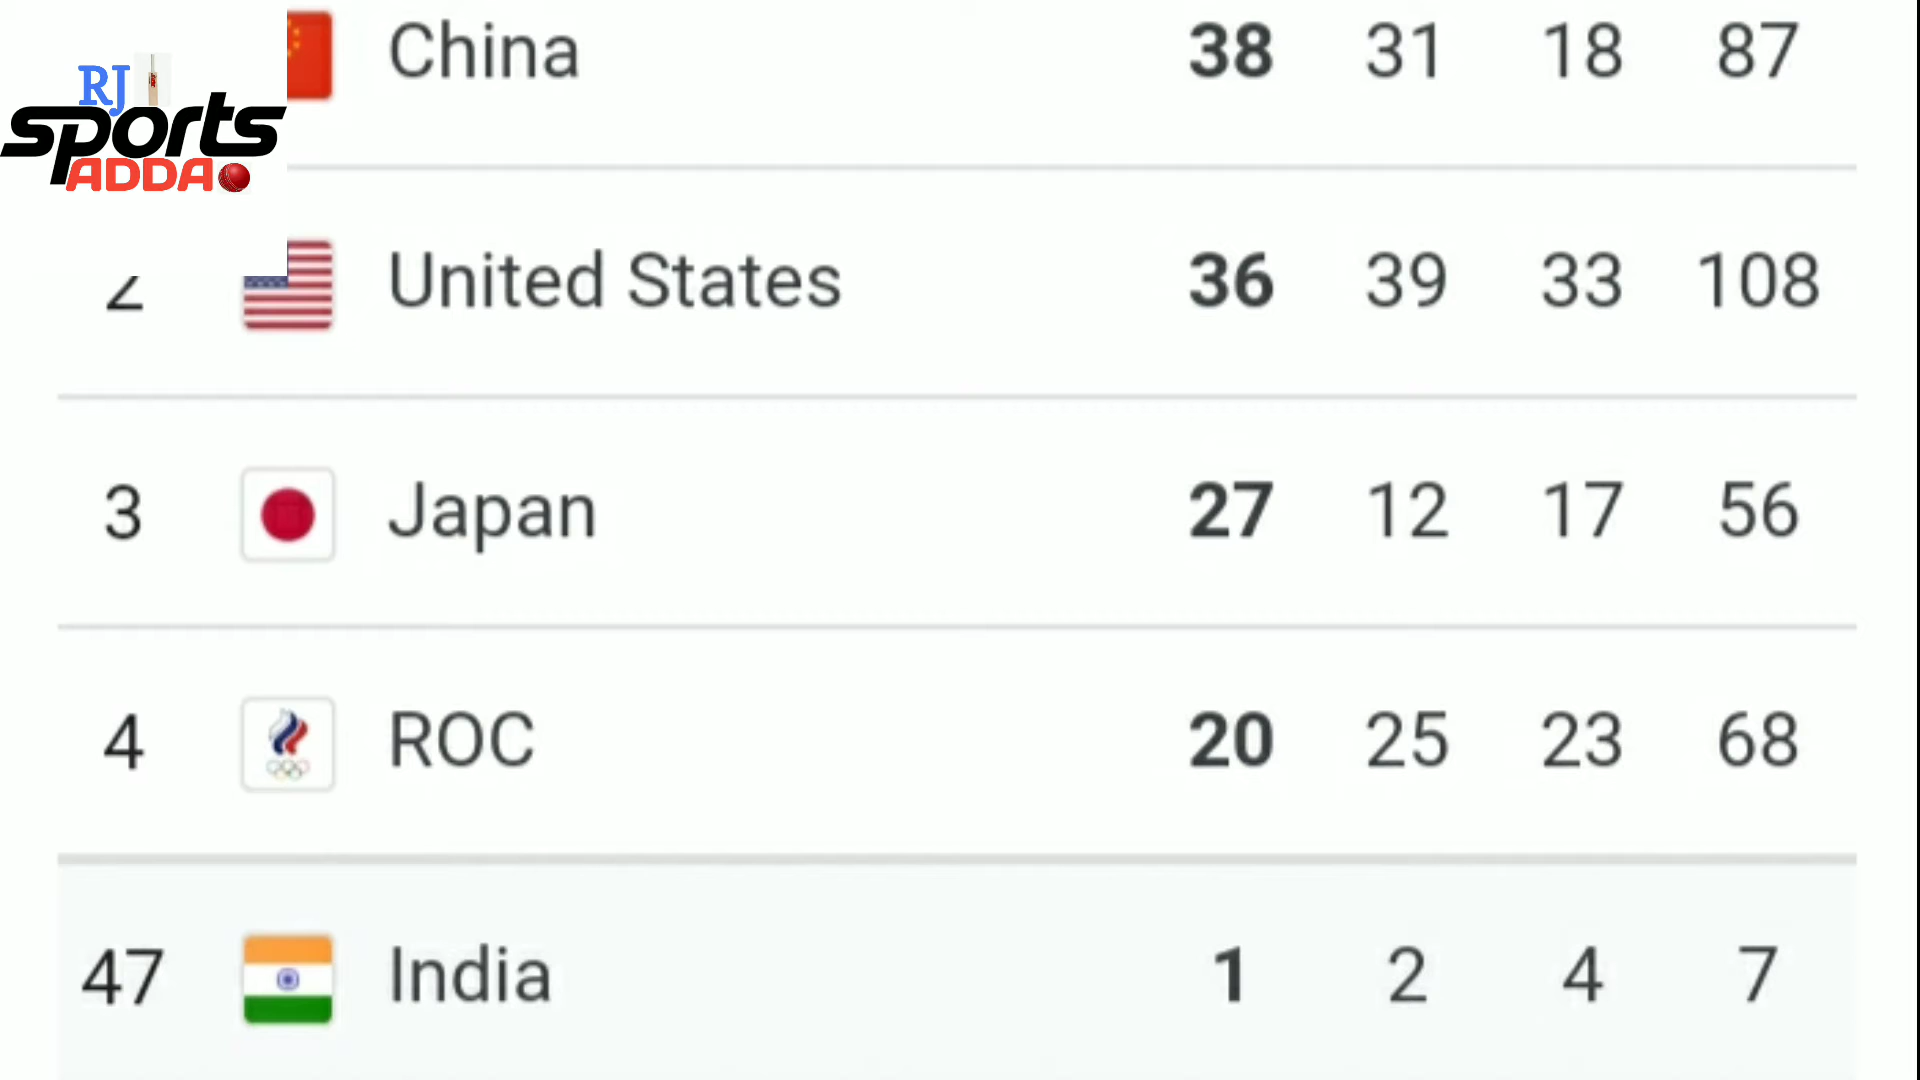 RJ
sports
ADDA
China 38 31 18 87
2 United States 36 39 33 108
3 Japan 27 12 17 56
4 ROC 20 25 23 68
47 India 1 2 4 7